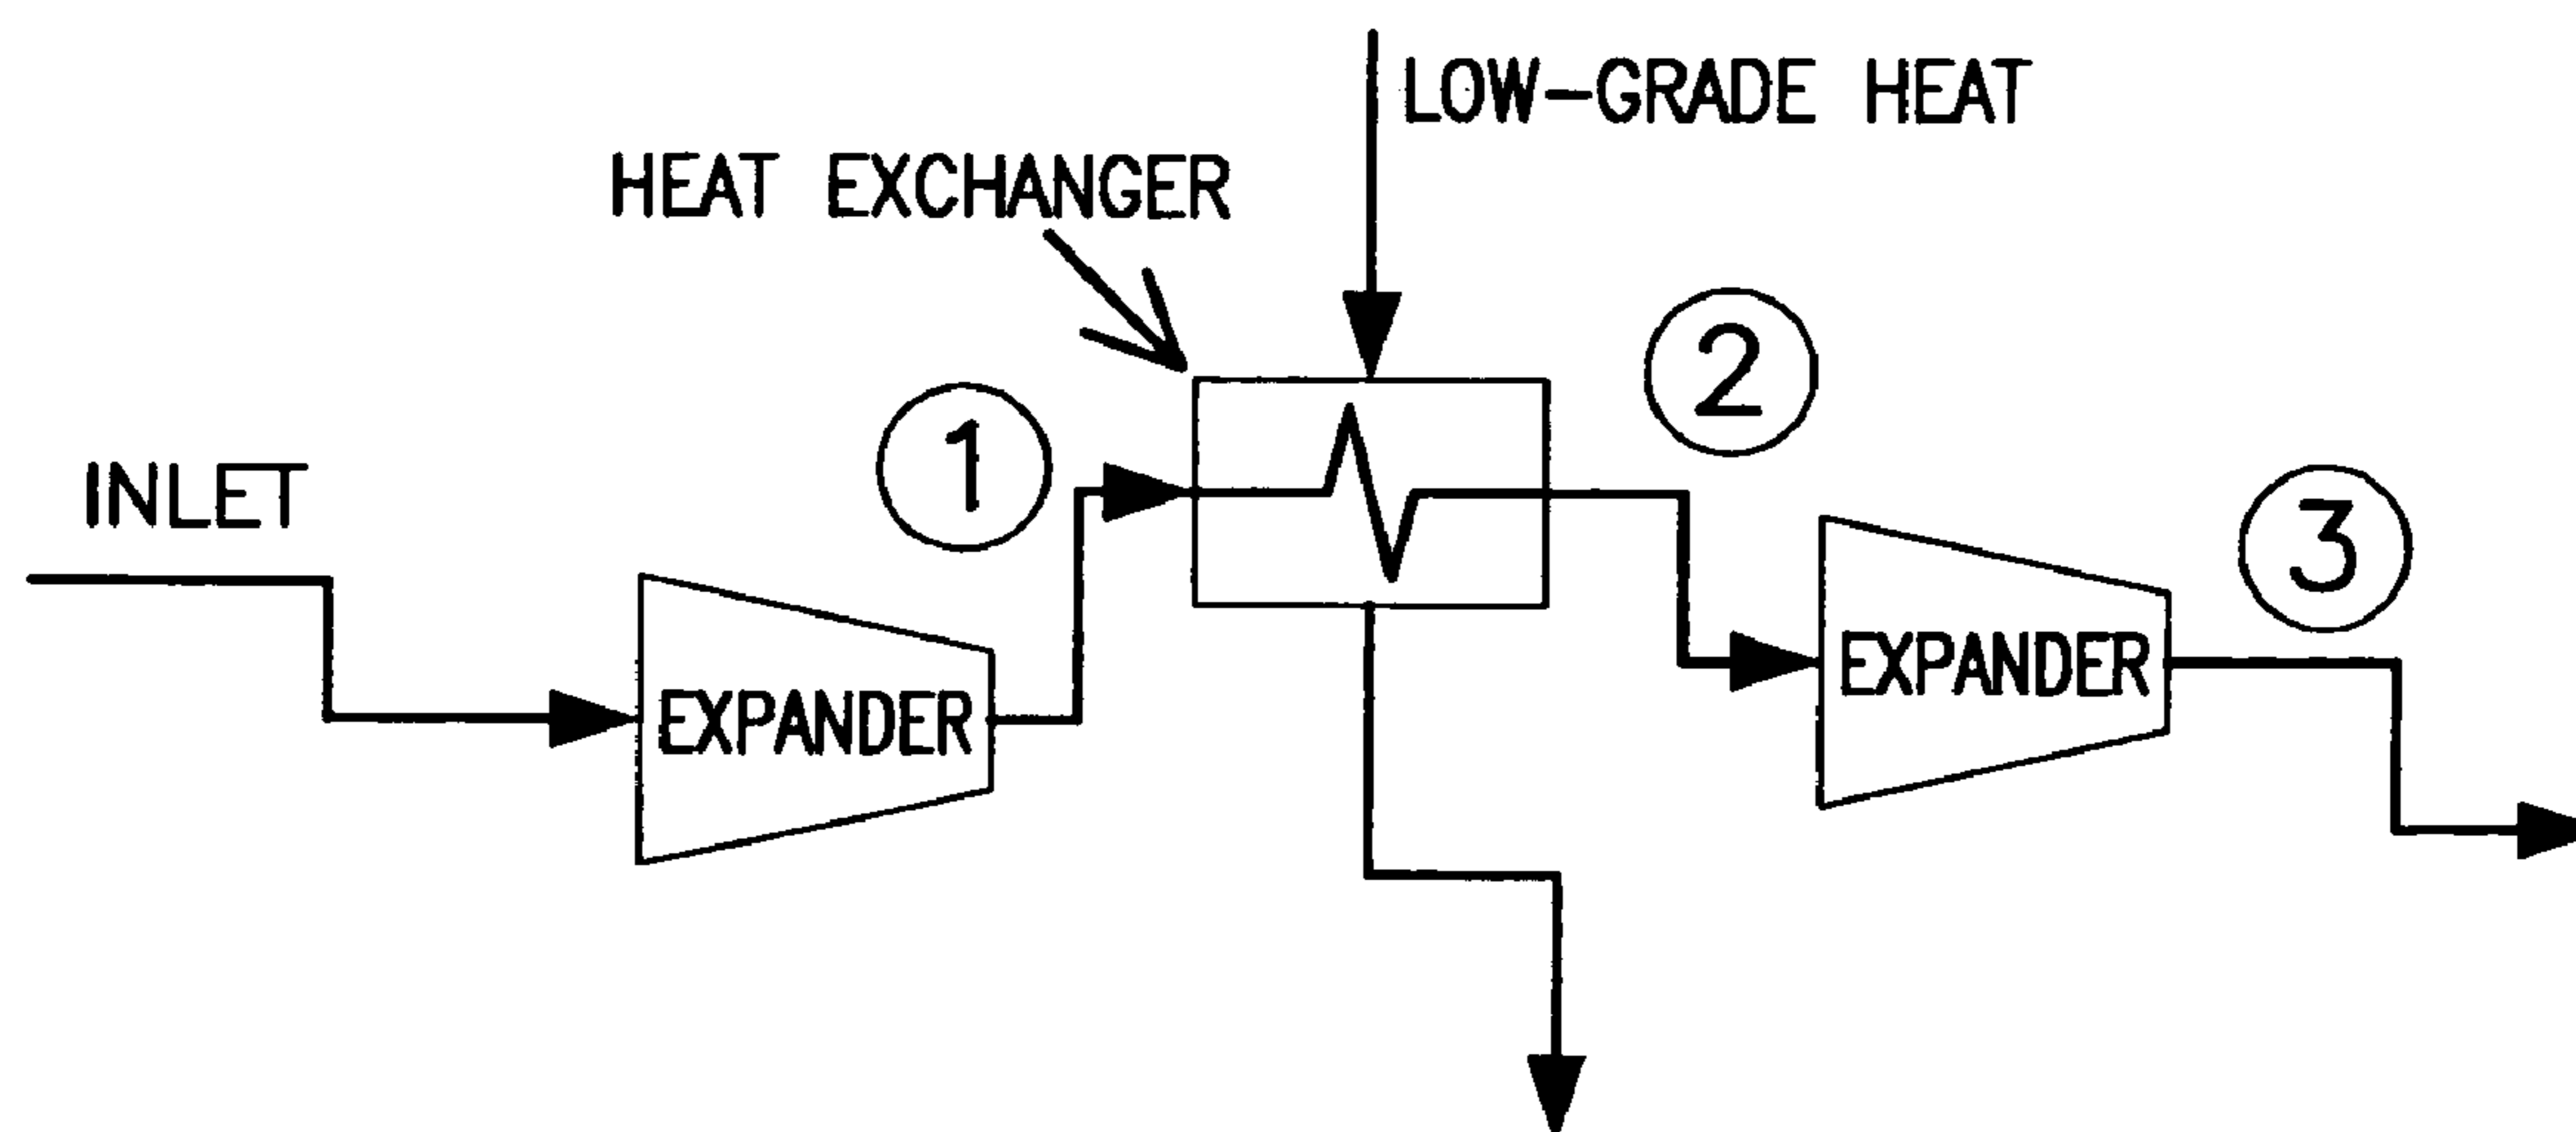 LOW-GRADE HEAT
HEAT EXCHANGER
2
1
INLET
3
EXPANDER
EXPANDER